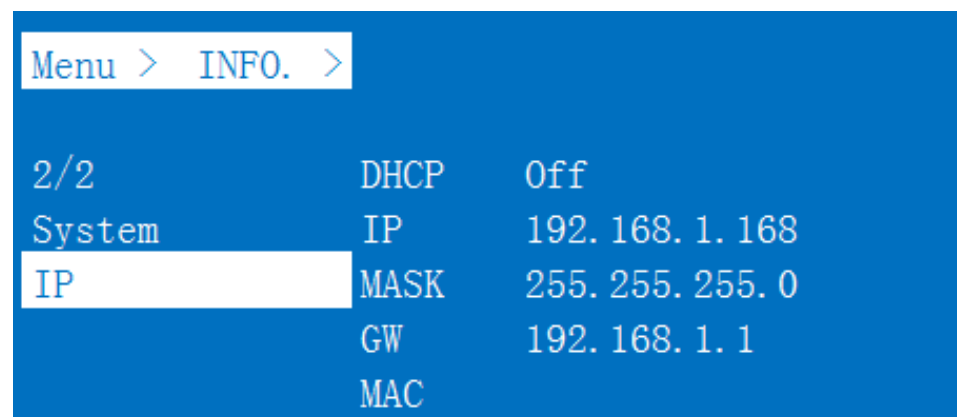 Menu > INFO. >
2/2 DHCP Off
System IP 192.168.1.168
IP MASK 255.255.255.0
GW 192.168.1.1
MAC